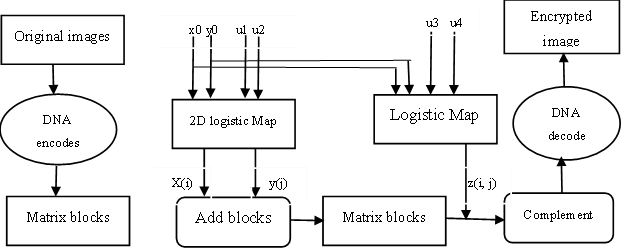 Original images
DNA
encodes
Matrix blocks
x0 y0 u1 u2
2D logistic Map
X(i) y(j)
Add blocks
Matrix blocks
u3 u4
Logistic Map
z(i, j)
Complement
DNA
decode
Encrypted
image